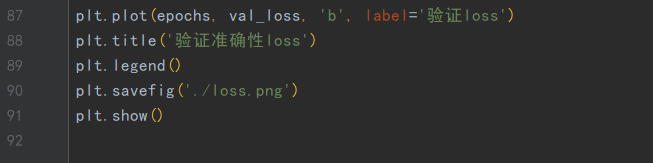 87 plt.plot(epochs, val_loss, 'b', label='验证loss')
88 plt.title('验证准确性loss')
89 plt.legend()
90 plt.savefig('./loss.png')
91 plt.show()
92